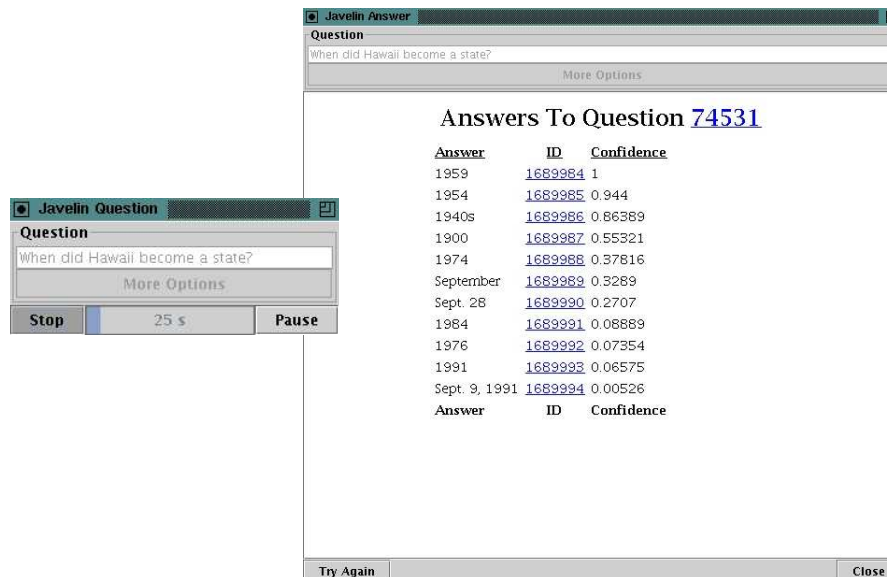 Javelin Question
Question
When did Hawaii become a state?
More Options
Stop 25 s Pause
Javelin Answer
Question
When did Hawaii become a state?
More Options
Answers To Question 74531
Answer ID Confidence
1959 1689984 1
1954 1689985 0.944
1940s 1689986 0.86389
1900 1689987 0.55321
1974 1689988 0.37816
September 1689989 0.3289
Sept. 28 1689990 0.2707
1984 1689991 0.08889
1976 1689992 0.07354
1991 1689993 0.06575
Sept. 9, 1991 1689994 0.00526
Answer ID Confidence
Try Again Close